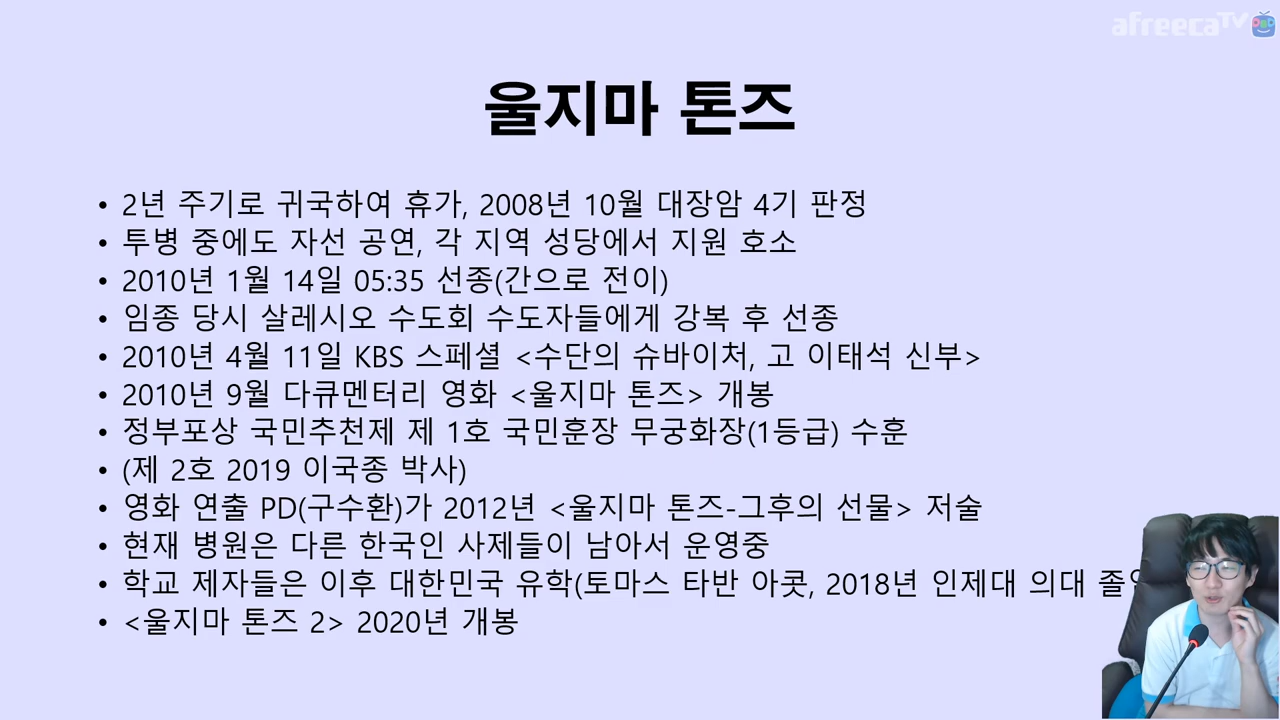 afreecaTV
울지마 톤즈
• 2년 주기로 귀국하여 휴가, 2008년 10월 대장암 4기 판정
• 투병 중에도 자선 공연, 각 지역 성당에서 지원 호소
• 2010년 1월 14일 05:35 선종(간으로 전이)
• 임종 당시 살레시오 수도회 수도자들에게 강복 후 선종
• 2010년 4월 11일 KBS 스페셜 <수단의 슈바이처, 고 이태석 신부>
• 2010년 9월 다큐멘터리 영화 <울지마 톤즈> 개봉
• 정부포상 국민추천제 제 1호 국민훈장 무궁화장(1등급) 수훈
• (제 2호 2019 이국종 박사)
• 영화 연출 PD(구수환)가 2012년 <울지마 톤즈-그후의 선물> 저술
• 현재 병원은 다른 한국인 사제들이 남아서 운영중
• 학교 제자들은 이후 대한민국 유학(토마스 타반 아콧, 2018년 인제대 의대
• <울지마 톤즈 2> 2020년 개봉